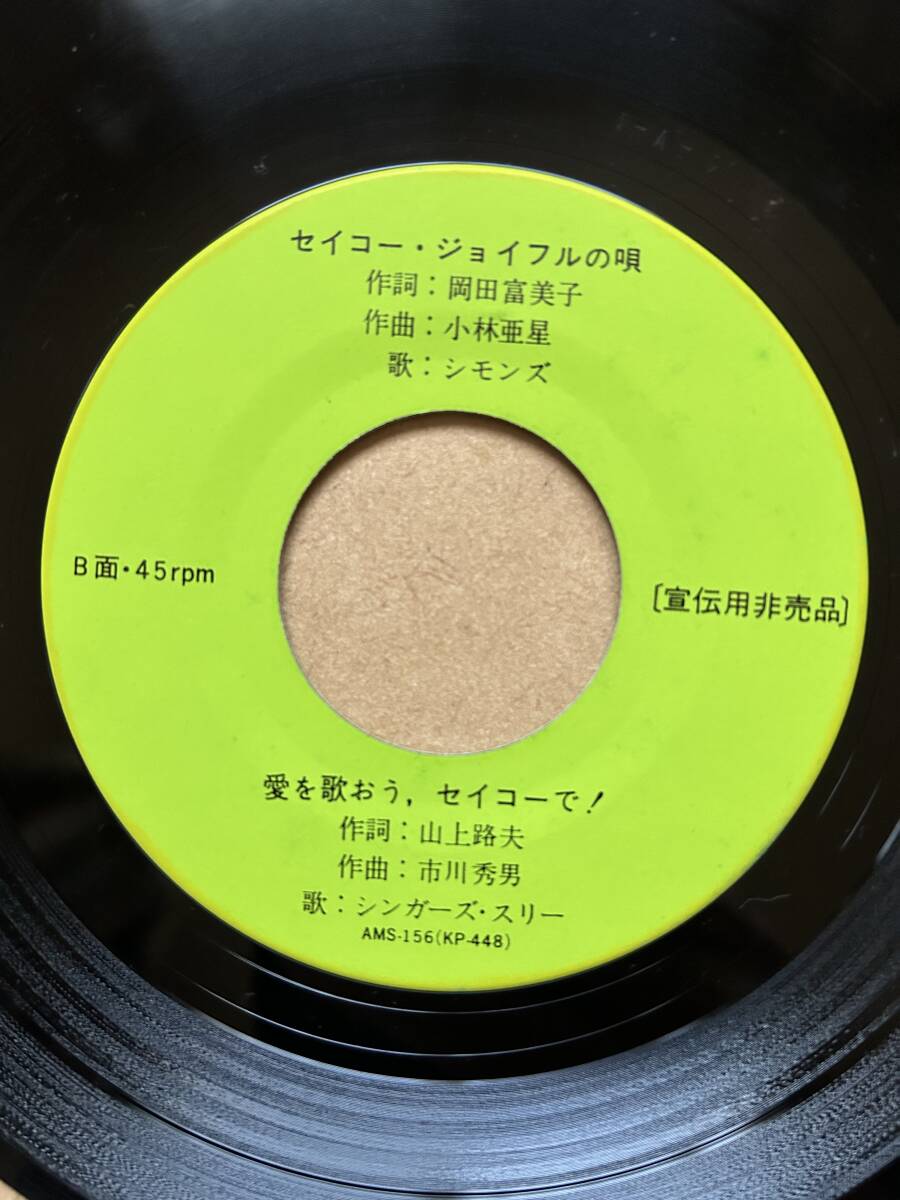 セイコー・ジョイフルの唄
作詞：岡田富美子
作曲：小林亜星
歌：シモンズ
B面・45rpm
〔宣伝用非売品〕
愛を歌おう，セイコーで！
作詞：山上路夫
作曲：市川秀男
歌：シンガーズ・スリー
AMS-156(KP-448)